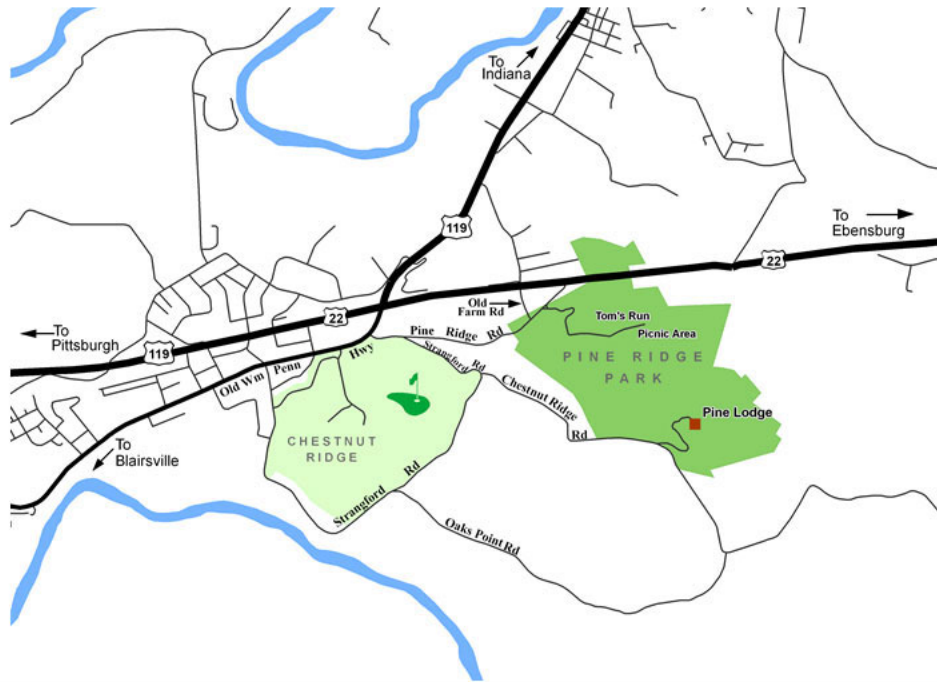 To
Indiana
119
To
Ebensburg
22
Old
Farm Rd
22
To
Pittsburgh
119
Tom's Run
Picnic Area
Pine Ridge Rd
Old Wm Penn Hwy
Strangford Rd
PINE RIDGE
PARK
Chestnut Ridge Rd
Pine Lodge
CHESTNUT
RIDGE
To
Blairsville
Strangford Rd
Oaks Point Rd